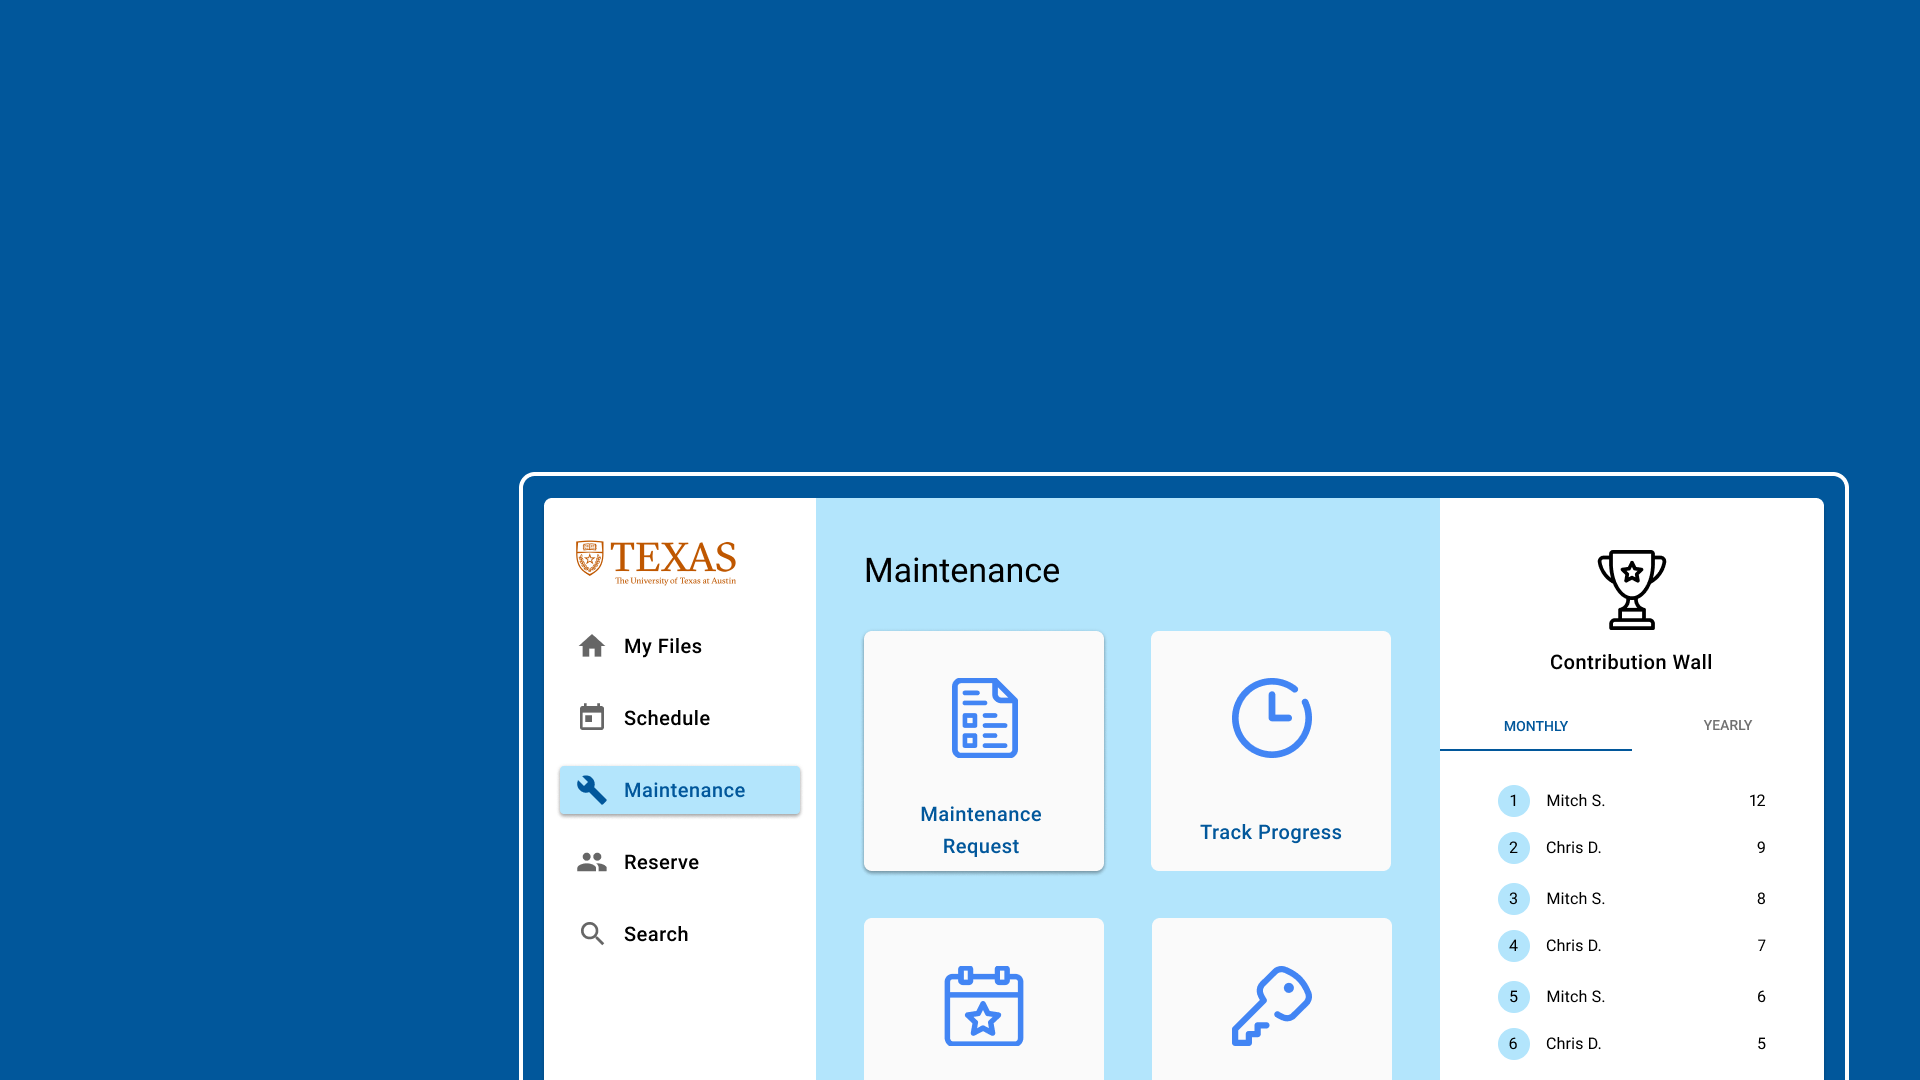 TEXAS
The University of Texas at Austin
My Files
Schedule
Maintenance
Reserve
Search
Maintenance
Maintenance
Request
Track Progress
Contribution Wall
MONTHLY YEARLY
1 Mitch S. 12
2 Chris D. 9
3 Mitch S. 8
4 Chris D. 7
5 Mitch S. 6
6 Chris D. 5